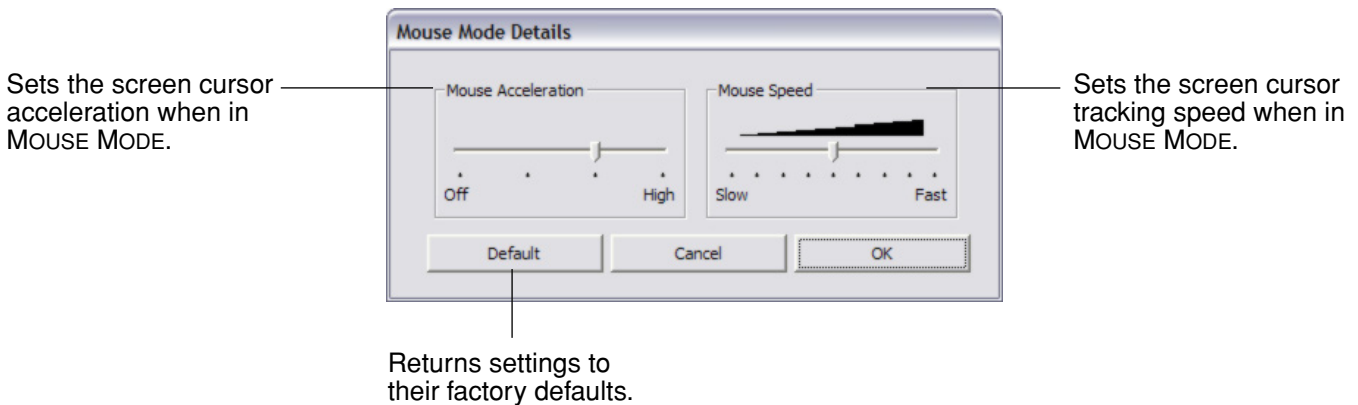 Mouse Mode Details
Sets the screen cursor
acceleration when in
MOUSE MODE.
Mouse Acceleration
Off High
Mouse Speed
Slow Fast
Sets the screen cursor
tracking speed when in
MOUSE MODE.
Default
Cancel
OK
Returns settings to
their factory defaults.